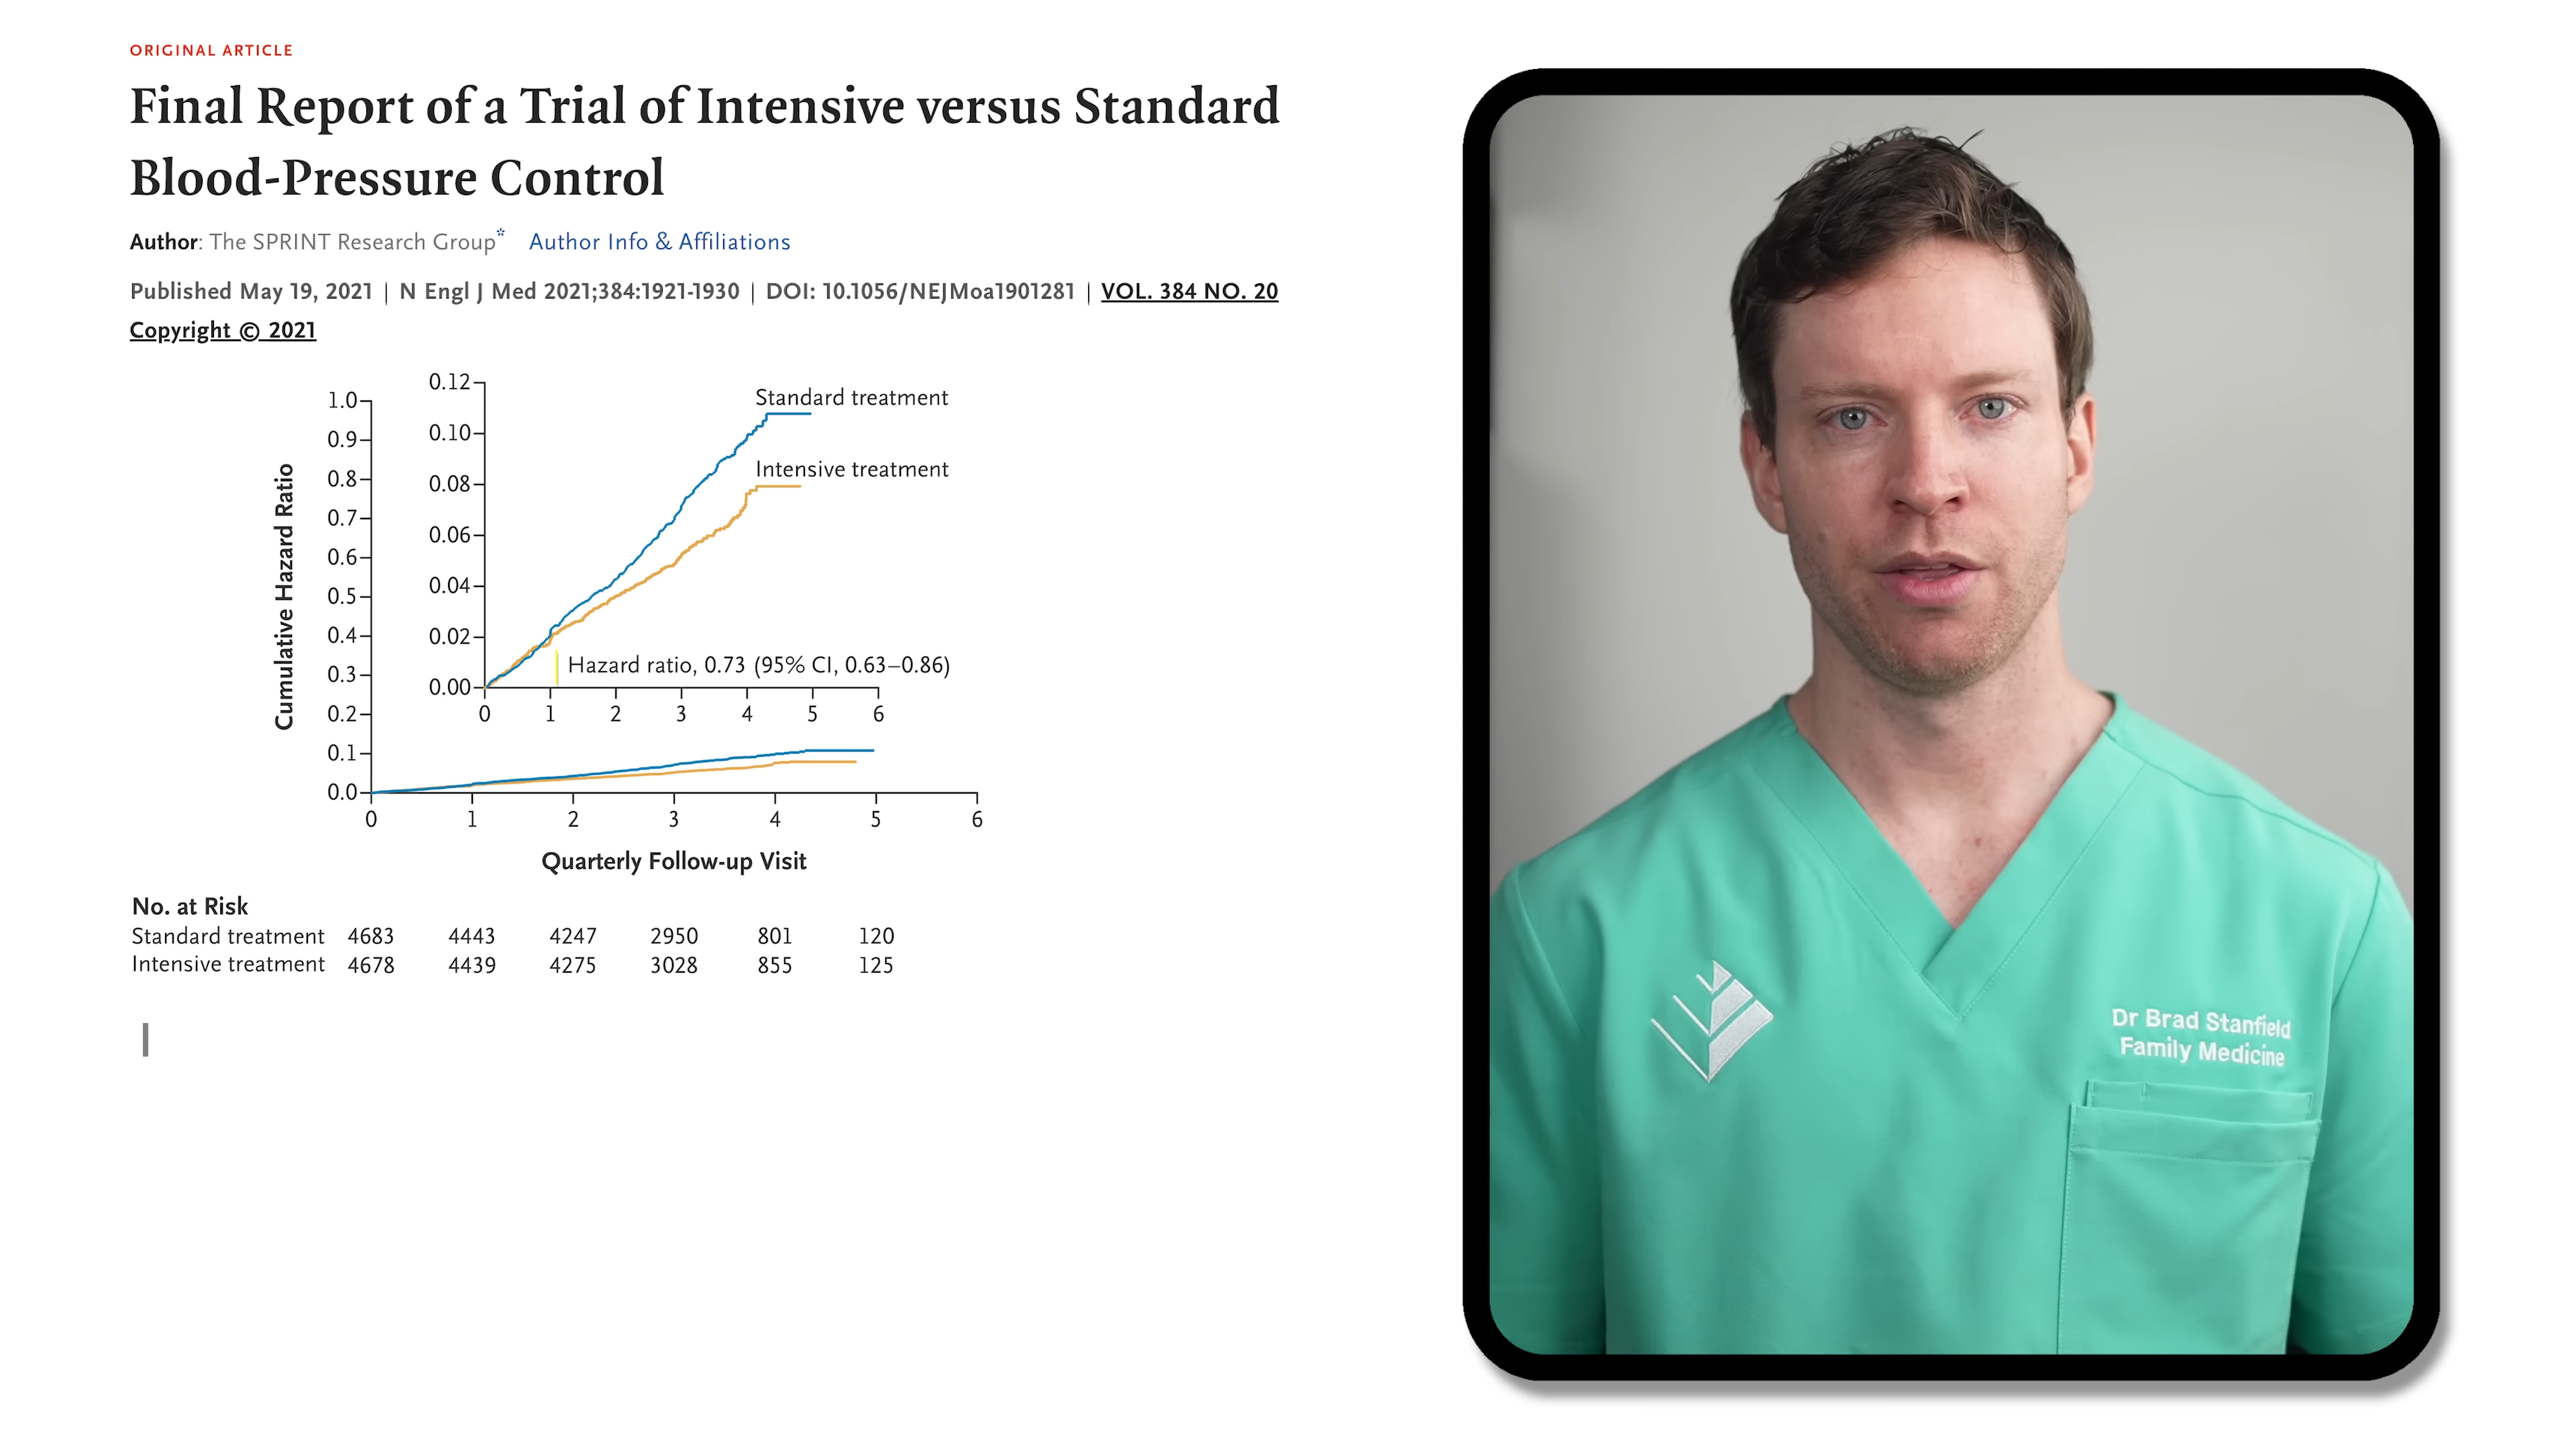 ORIGINAL ARTICLE
Final Report of a Trial of Intensive versus Standard
Blood-Pressure Control
Author: The SPRINT Research Group* Author Info & Affiliations
Published May 19, 2021 | N Engl J Med 2021;384:1921-1930 | DOI: 10.1056/NEJMoa1901281 | VOL. 384 NO. 20
Copyright © 2021
Cumulative Hazard Ratio
1.0
0.9
0.8
0.7
0.6
0.5
0.4
0.3
0.2
0.1
0.0
0.12
0.10
0.08
0.06
0.04
0.02
0.00
Standard treatment
Intensive treatment
Hazard ratio, 0.73 (95% CI, 0.63–0.86)
0 1 2 3 4 5 6
0 1 2 3 4 5 6
Quarterly Follow-up Visit
No. at Risk
Standard treatment 4683 4443 4247 2950 801 120
Intensive treatment 4678 4439 4275 3028 855 125
Dr Brad Stanfield
Family Medicine